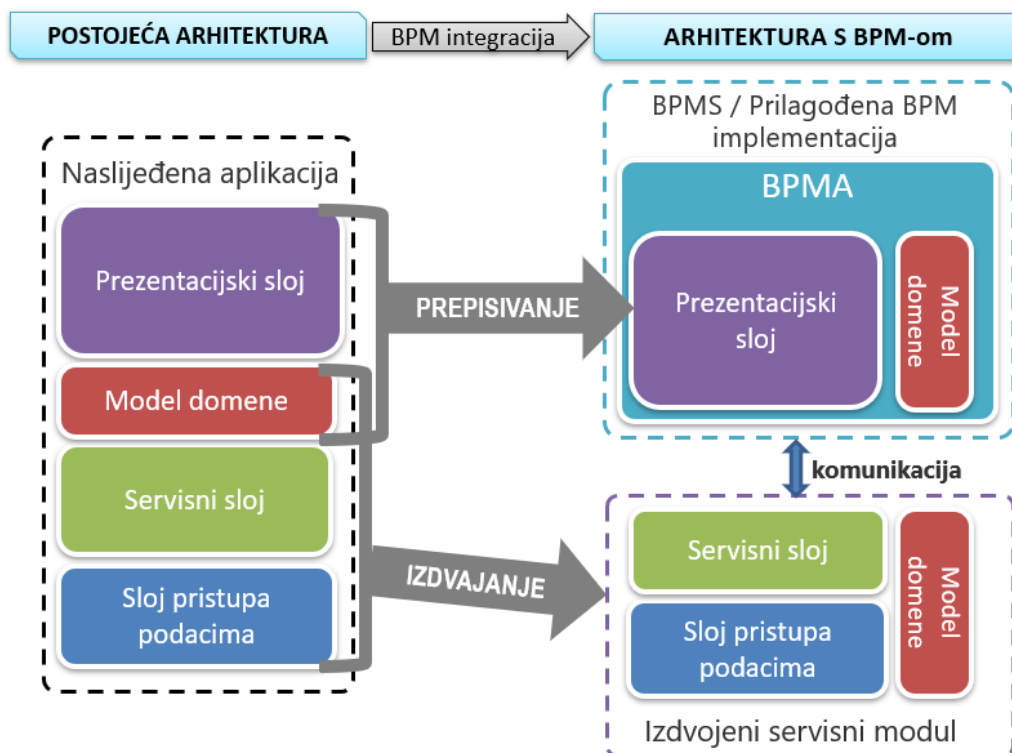 POSTOJEĆA ARHITEKTURA
BPM integracija
ARHITEKTURA S BPM-om
Naslijeđena aplikacija
Prezentacijski sloj
Model domene
Servisni sloj
Sloj pristupa
podacima
PREPISIVANJE
IZDVAJANJE
BPMS / Prilagođena BPM
implementacija
BPMA
Prezentacijski
sloj
Model
domene
komunikacija
Servisni sloj
Sloj pristupa
podacima
Model
domene
Izdvojeni servisni modul